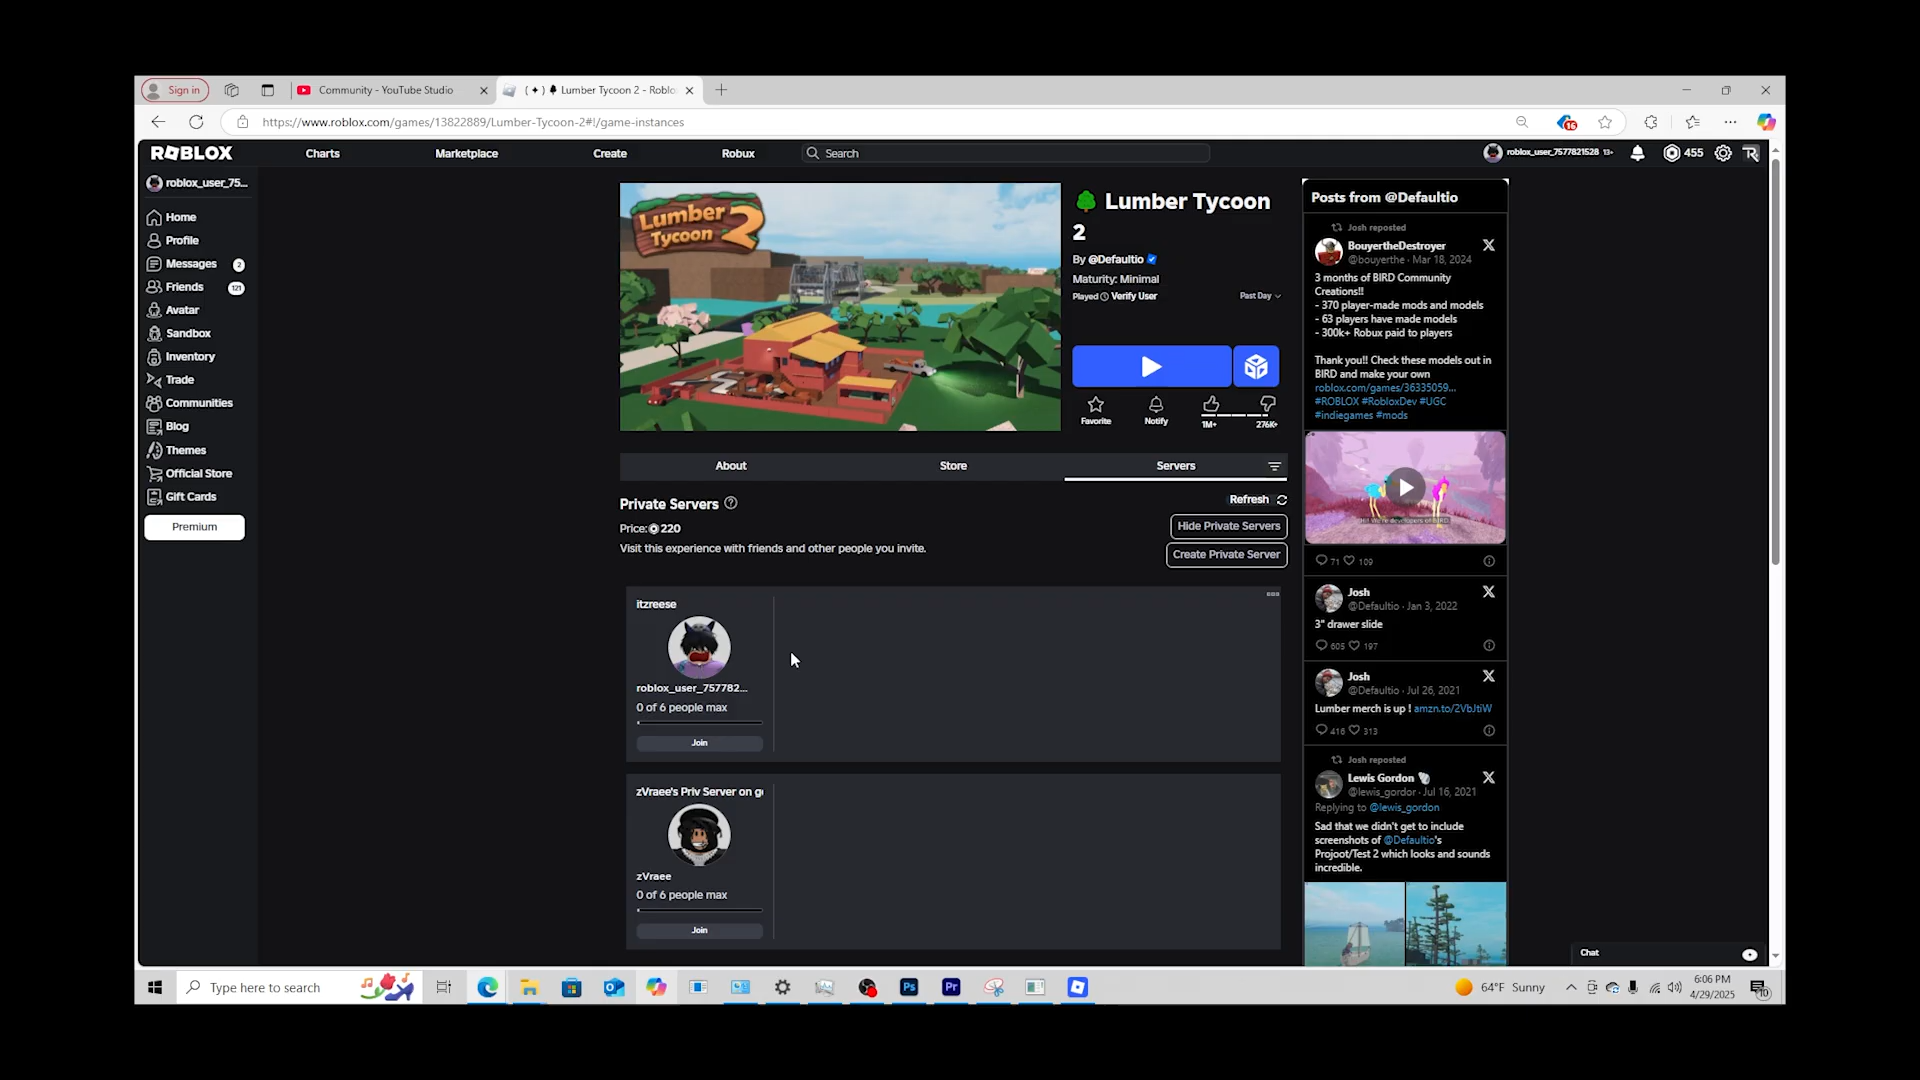 Sign in
Community - YouTube Studio
( ✦ ) 🌲 Lumber Tycoon 2 - Roblo
https://www.roblox.com/games/13822889/Lumber-Tycoon-2#!/game-instances
16
ROBLOX
Charts
Marketplace
Create
Robux
Search
roblox_user_7577821528 13+
455
roblox_user_75...
Home
Profile
Messages
2
Friends
121
Avatar
Sandbox
Inventory
Trade
Communities
Blog
Themes
Official Store
Gift Cards
Premium
Lumber
Tycoon 2
🌲 Lumber Tycoon
2
By @Defaultio
Maturity: Minimal
Played Verify User
Past Day
Favorite
Notify
1M+
276K+
About
Store
Servers
Private Servers
Refresh
Price: 220
Hide Private Servers
Visit this experience with friends and other people you invite.
Create Private Server
itzreese
roblox_user_757782...
0 of 6 people max
Join
zVraee's Priv Server on g
zVraee
0 of 6 people max
Join
Posts from @Defaultio
Josh reposted
BouyertheDestroyer
@bouyerthe · Mar 18, 2024
3 months of BIRD Community
Creations!!
- 370 player-made mods and models
- 63 players have made models
- 300k+ Robux paid to players
Thank you!! Check these models out in
BIRD and make your own
roblox.com/games/36335059...
#ROBLOX #RobloxDev #UGC
#indiegames #mods
71 109
Josh
@Defaultio · Jan 3, 2022
3" drawer slide
605 197
Josh
@Defaultio · Jul 26, 2021
Lumber merch is up ! amzn.to/2VbJtiW
416 313
Josh reposted
Lewis Gordon
@lewis_gordor · Jul 16, 2021
Replying to @lewis_gordon
Sad that we didn't get to include
screenshots of @Defaultio's
Projoot/Test 2 which looks and sounds
incredible.
Chat
Type here to search
Ps
Pr
64°F Sunny
6:06 PM
4/29/2025
10